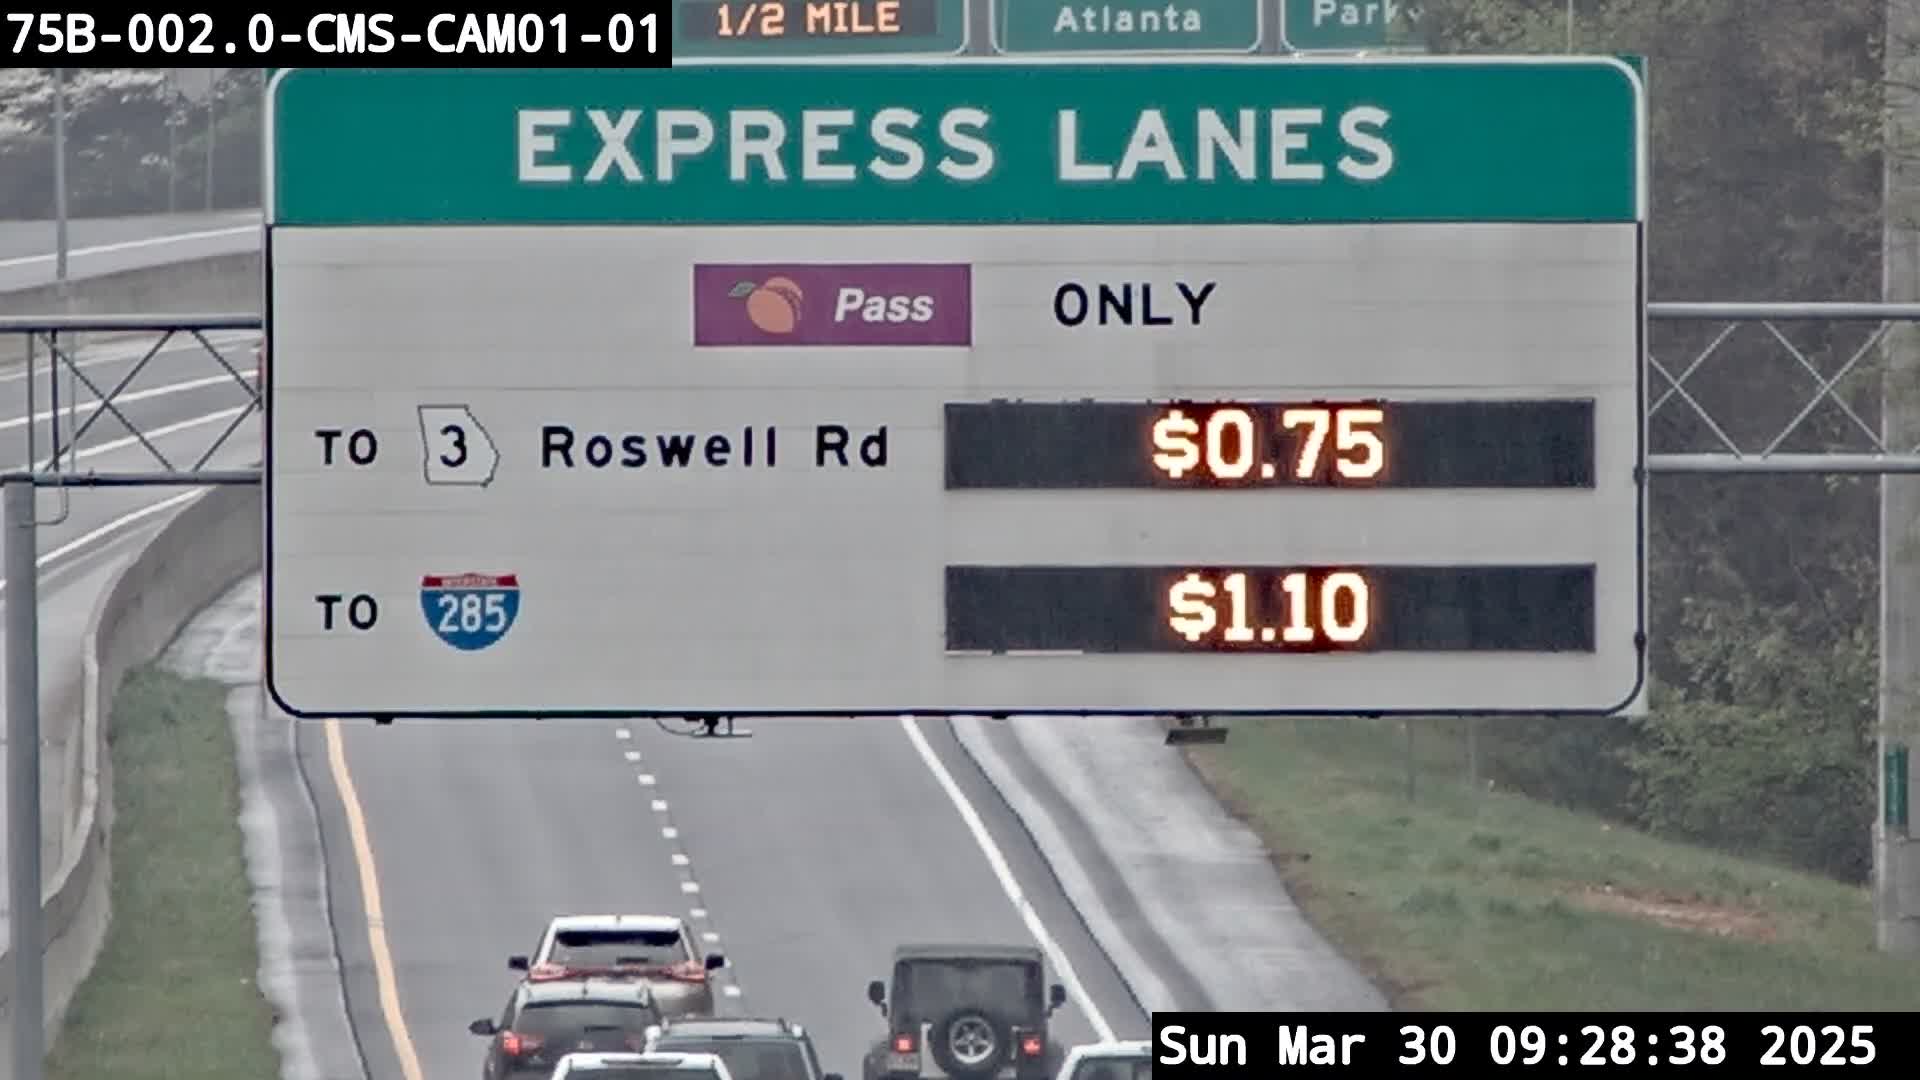 75B-002.0-CMS-CAM01-01
1/2 MILE
Atlanta
EXPRESS LANES
Pass ONLY
TO 3 Roswell Rd $0.75
INTERSTATE
TO 285 $1.10
Sun Mar 30 09:28:38 2025